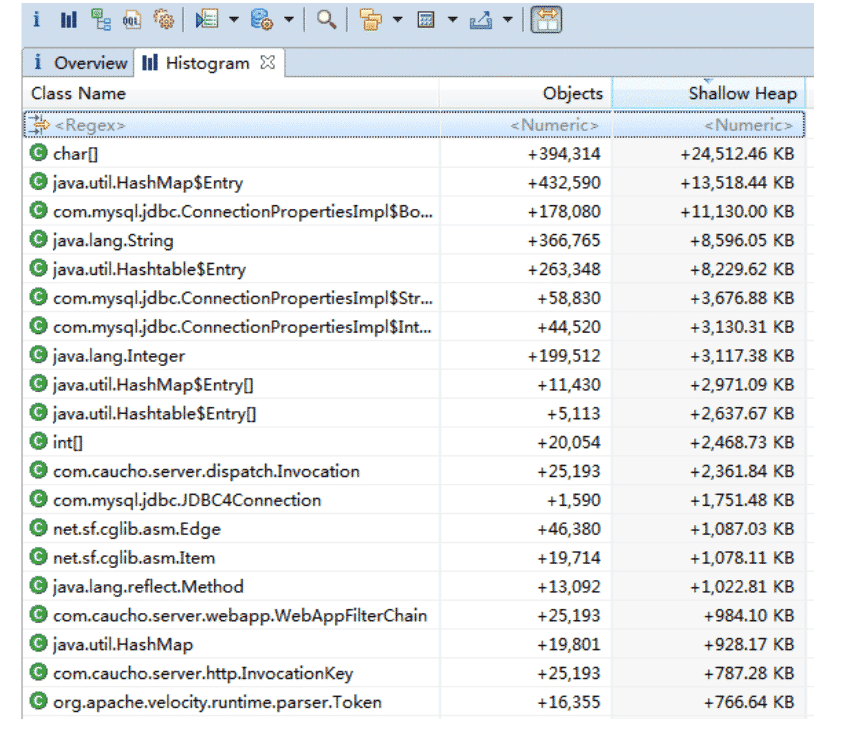 i OQL
i Overview Histogram
Class Name Objects Shallow Heap
<Regex> <Numeric> <Numeric>
C char[] +394,314 +24,512.46 KB
C java.util.HashMap$Entry +432,590 +13,518.44 KB
C com.mysql.jdbc.ConnectionPropertiesImpl$Bo... +178,080 +11,130.00 KB
C java.lang.String +366,765 +8,596.05 KB
C java.util.Hashtable$Entry +263,348 +8,229.62 KB
C com.mysql.jdbc.ConnectionPropertiesImpl$Str... +58,830 +3,676.88 KB
C com.mysql.jdbc.ConnectionPropertiesImpl$Int... +44,520 +3,130.31 KB
C java.lang.Integer +199,512 +3,117.38 KB
C java.util.HashMap$Entry[] +11,430 +2,971.09 KB
C java.util.Hashtable$Entry[] +5,113 +2,637.67 KB
C int[] +20,054 +2,468.73 KB
C com.caucho.server.dispatch.Invocation +25,193 +2,361.84 KB
C com.mysql.jdbc.JDBC4Connection +1,590 +1,751.48 KB
C net.sf.cglib.asm.Edge +46,380 +1,087.03 KB
C net.sf.cglib.asm.Item +19,714 +1,078.11 KB
C java.lang.reflect.Method +13,092 +1,022.81 KB
C com.caucho.server.webapp.WebAppFilterChain +25,193 +984.10 KB
C java.util.HashMap +19,801 +928.17 KB
C com.caucho.server.http.InvocationKey +25,193 +787.28 KB
C org.apache.velocity.runtime.parser.Token +16,355 +766.64 KB